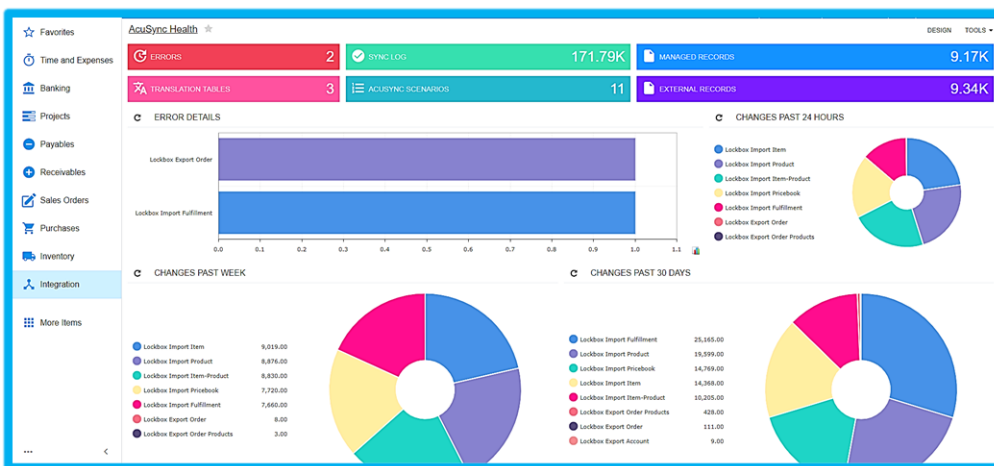 AcuSync Health
DESIGN TOOLS
Favorites
Time and Expenses
Banking
Projects
Payables
Receivables
Sales Orders
Purchases
Inventory
Integration
More Items
ERRORS 2
SYNC LOG 171.79K
MANAGED RECORDS 9.17K
TRANSLATION TABLES 3
ACUSYNC SCENARIOS 11
EXTERNAL RECORDS 9.34K
ERROR DETAILS
Lockbox Export Order
Lockbox Import Fulfillment
0.0 0.1 0.2 0.3 0.4 0.5 0.6 0.7 0.8 0.9 1.0 1.1
CHANGES PAST 24 HOURS
Lockbox Import Item
Lockbox Import Product
Lockbox Import Item-Product
Lockbox Import Pricebook
Lockbox Import Fulfillment
Lockbox Export Order
Lockbox Export Order Products
CHANGES PAST WEEK
Lockbox Import Item 9,019.00
Lockbox Import Product 8,876.00
Lockbox Import Item-Product 8,830.00
Lockbox Import Pricebook 7,720.00
Lockbox Import Fulfillment 7,660.00
Lockbox Export Order 8.00
Lockbox Export Order Products 3.00
CHANGES PAST 30 DAYS
Lockbox Import Fulfillment 25,165.00
Lockbox Import Product 19,599.00
Lockbox Import Pricebook 14,769.00
Lockbox Import Item 14,368.00
Lockbox Import Item-Product 10,205.00
Lockbox Export Order Products 428.00
Lockbox Export Order 111.00
Lockbox Export Account 9.00